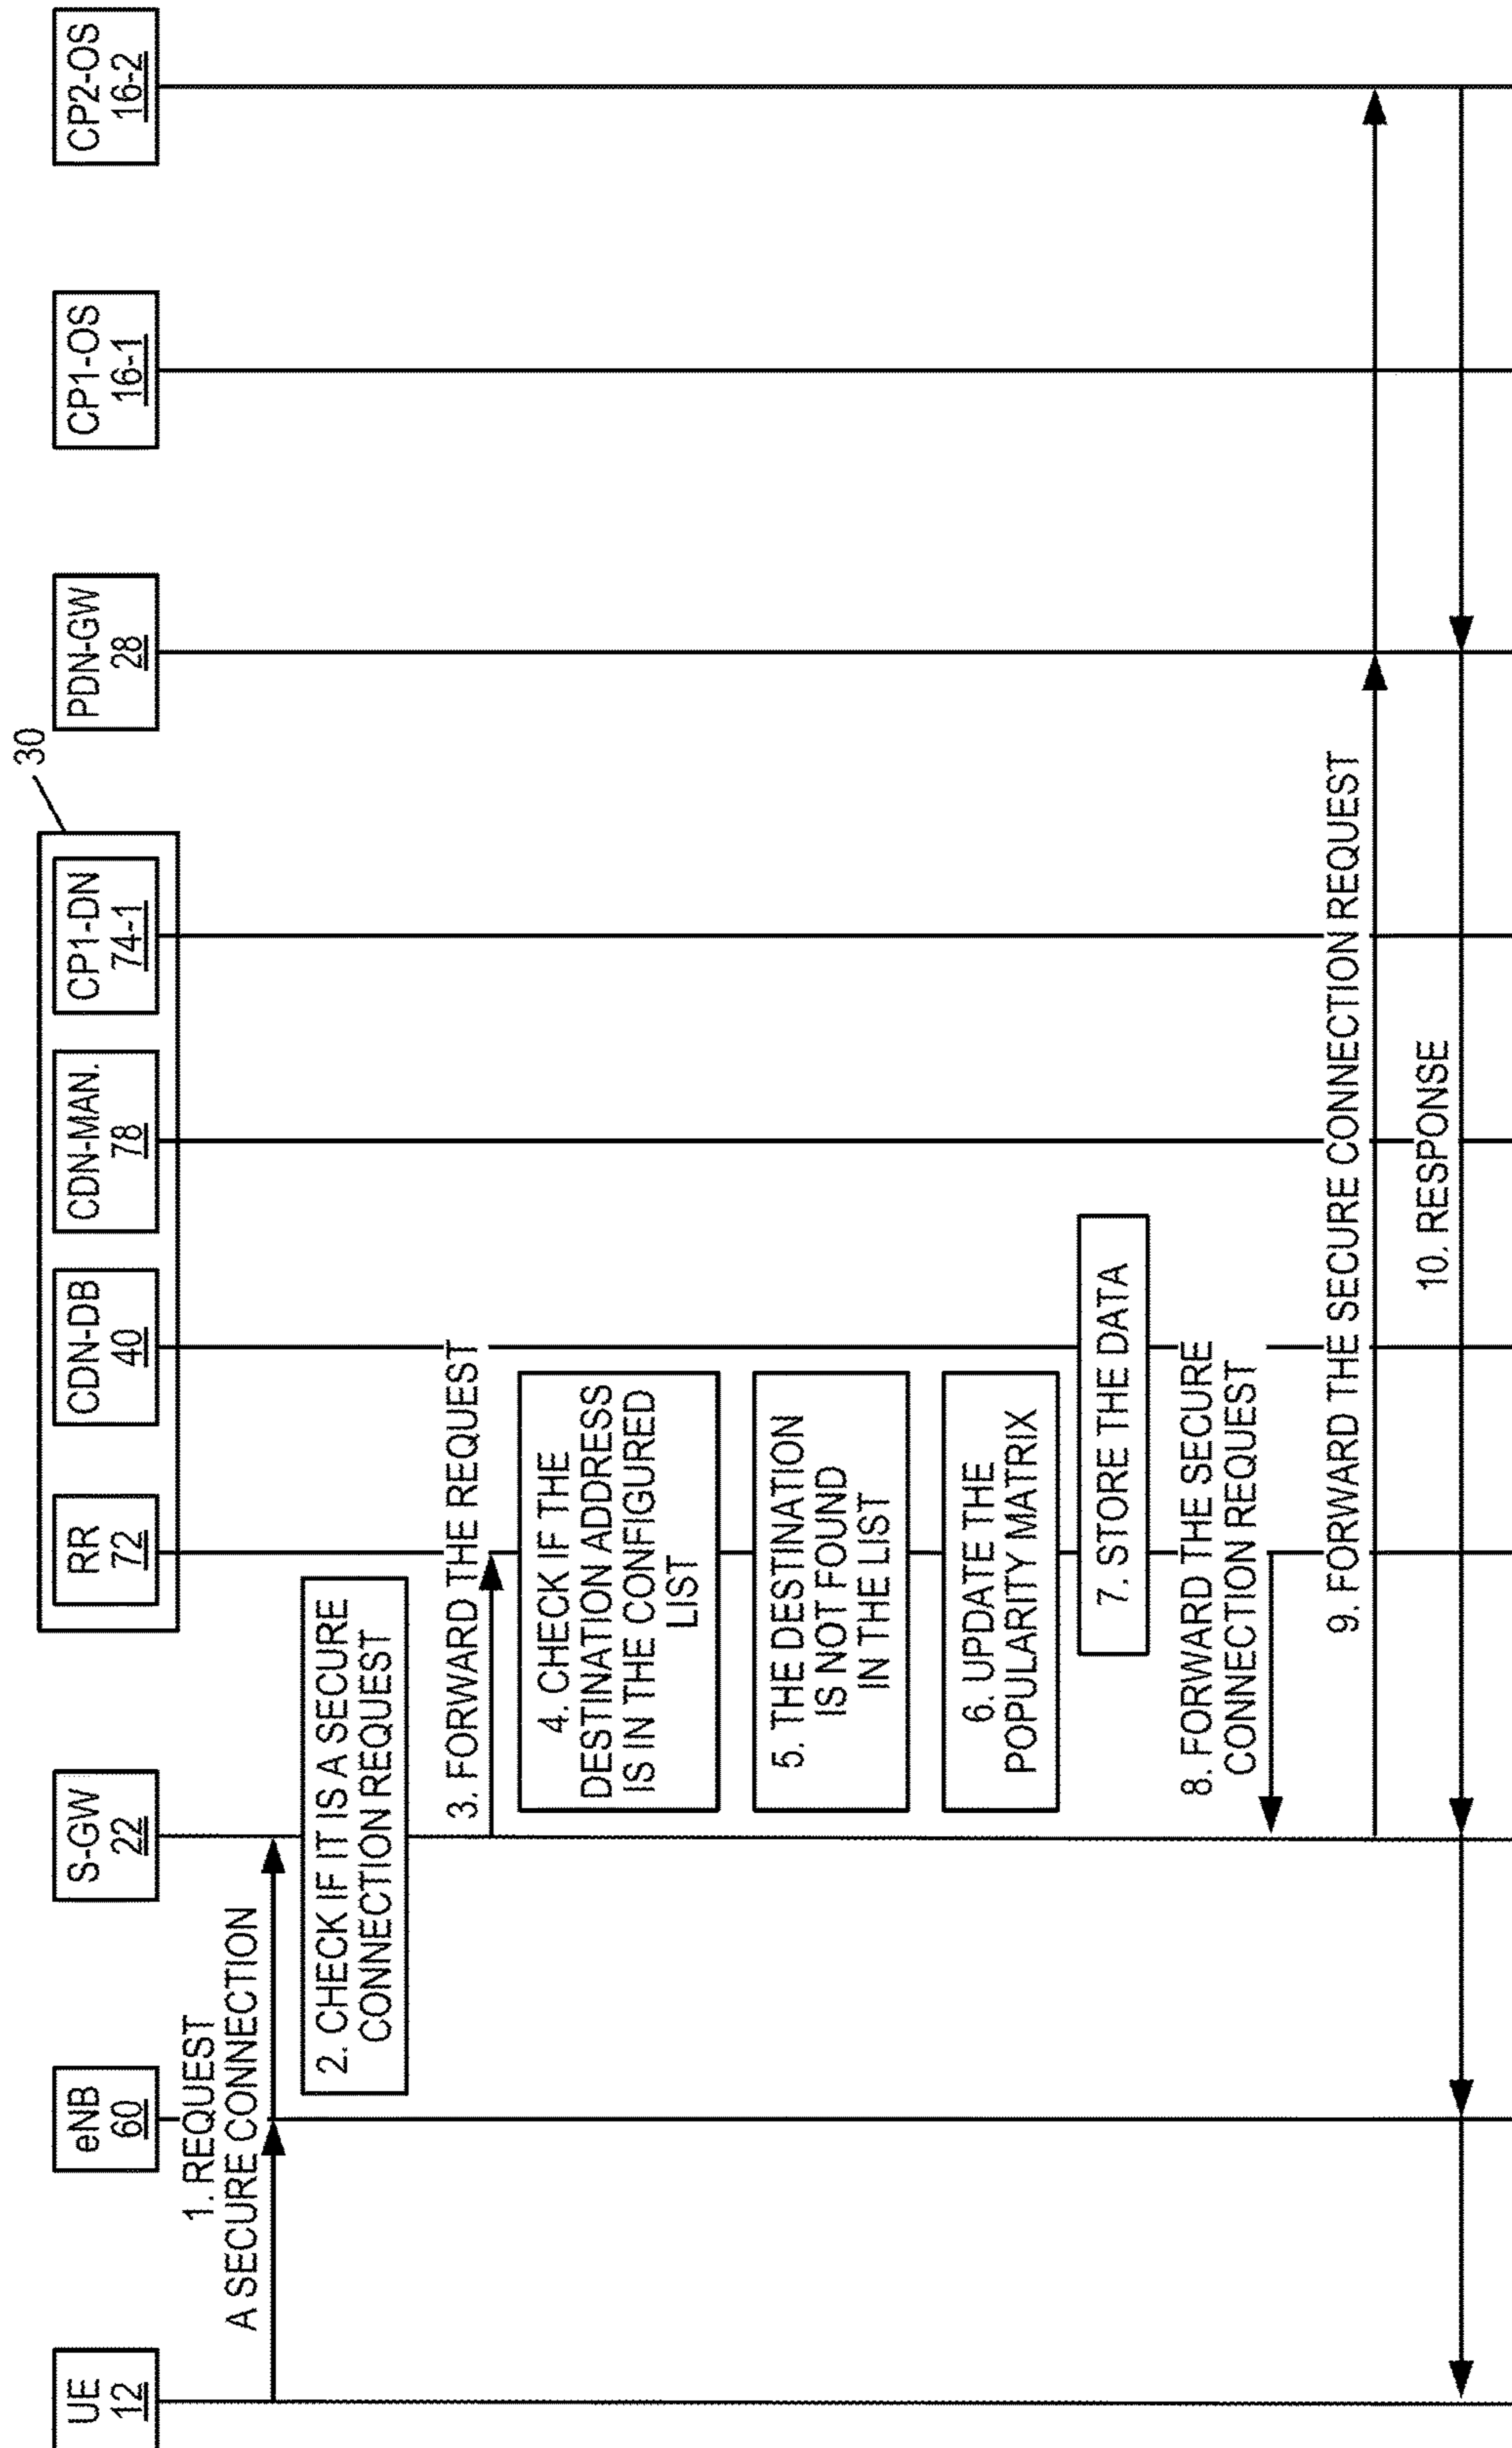 UE
12
eNB
60
S-GW
22
30
RR
72
CDN-DB
40
CDN-MAN.
78
CP1-DN
74-1
PDN-GW
28
CP1-OS
16-1
CP2-OS
16-2
1. REQUEST
A SECURE CONNECTION
2. CHECK IF IT IS A SECURE
CONNECTION REQUEST
3. FORWARD THE REQUEST
4. CHECK IF THE
DESTINATION ADDRESS
IS IN THE CONFIGURED
LIST
5. THE DESTINATION
IS NOT FOUND
IN THE LIST
6. UPDATE THE
POPULARITY MATRIX
7. STORE THE DATA
8. FORWARD THE SECURE
CONNECTION REQUEST
9. FORWARD THE SECURE CONNECTION REQUEST
10. RESPONSE